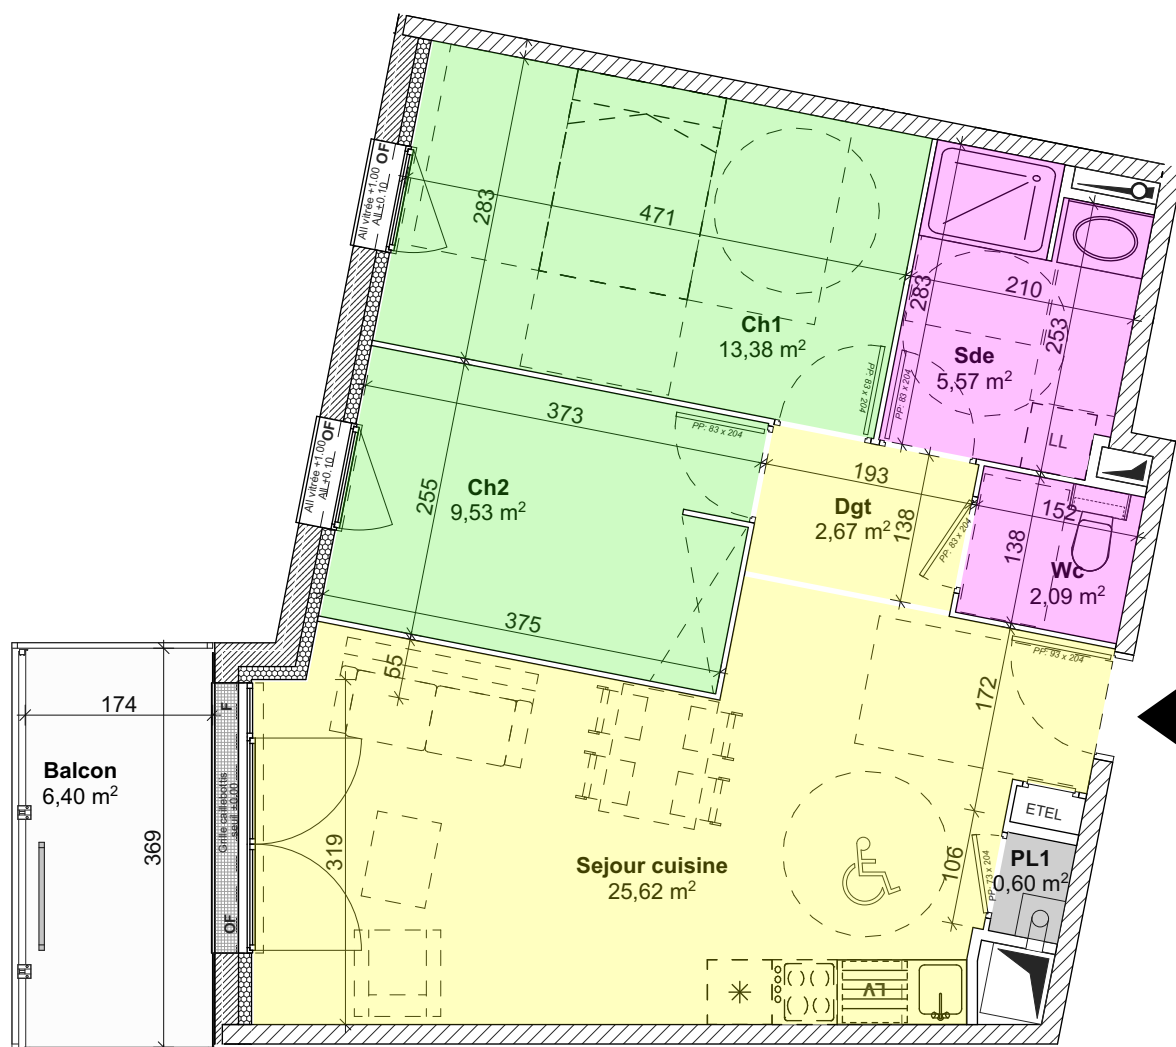 All vitrée +1.00
All ±0.10
OF
283
471
Ch1
13,38 m²
PP: 83 x 204
283
210
253
Sde
5,57 m²
PP: 83 x 204
LL
All vitrée +1.00
All ±0.10
OF
373
PP: 83 x 204
255
Ch2
9,53 m²
375
193
Dgt
2,67 m²
138
PP: 83 x 204
152
138
Wc
2,09 m²
55
172
PP: 93 x 204
174
Balcon
6,40 m²
369
F
Grille caillebottis
seuil ±0,00
OF
319
Sejour cuisine
25,62 m²
ETEL
106
PP: 73 x 204
PL1
0,60 m²
LV